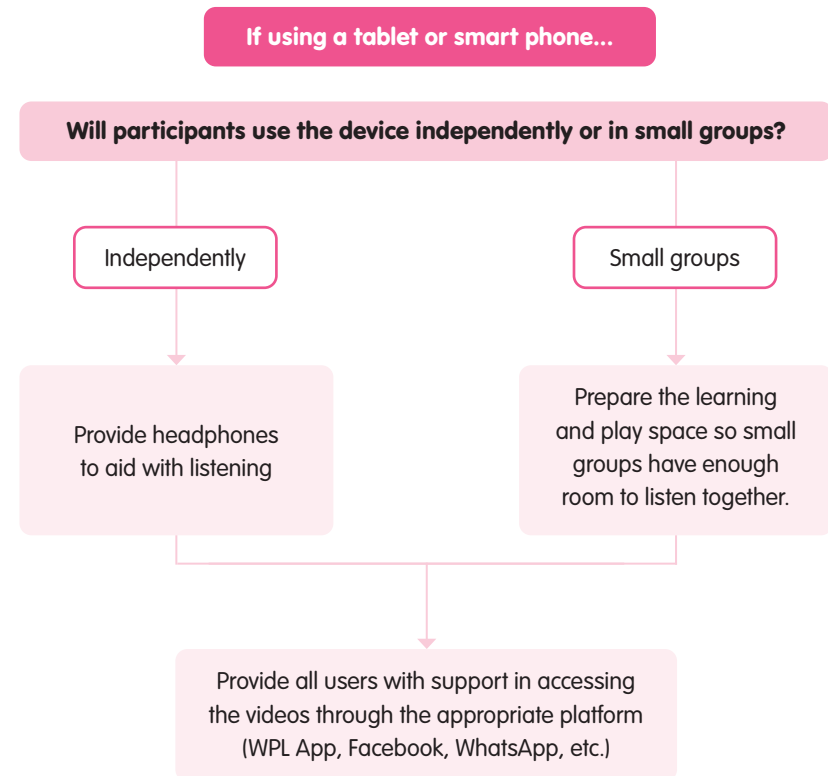 If using a tablet or smart phone...
Will participants use the device independently or in small groups?
Independently
Small groups
Provide headphones
to aid with listening
Prepare the learning
and play space so small
groups have enough
room to listen together.
Provide all users with support in accessing
the videos through the appropriate platform
(WPL App, Facebook, WhatsApp, etc.)